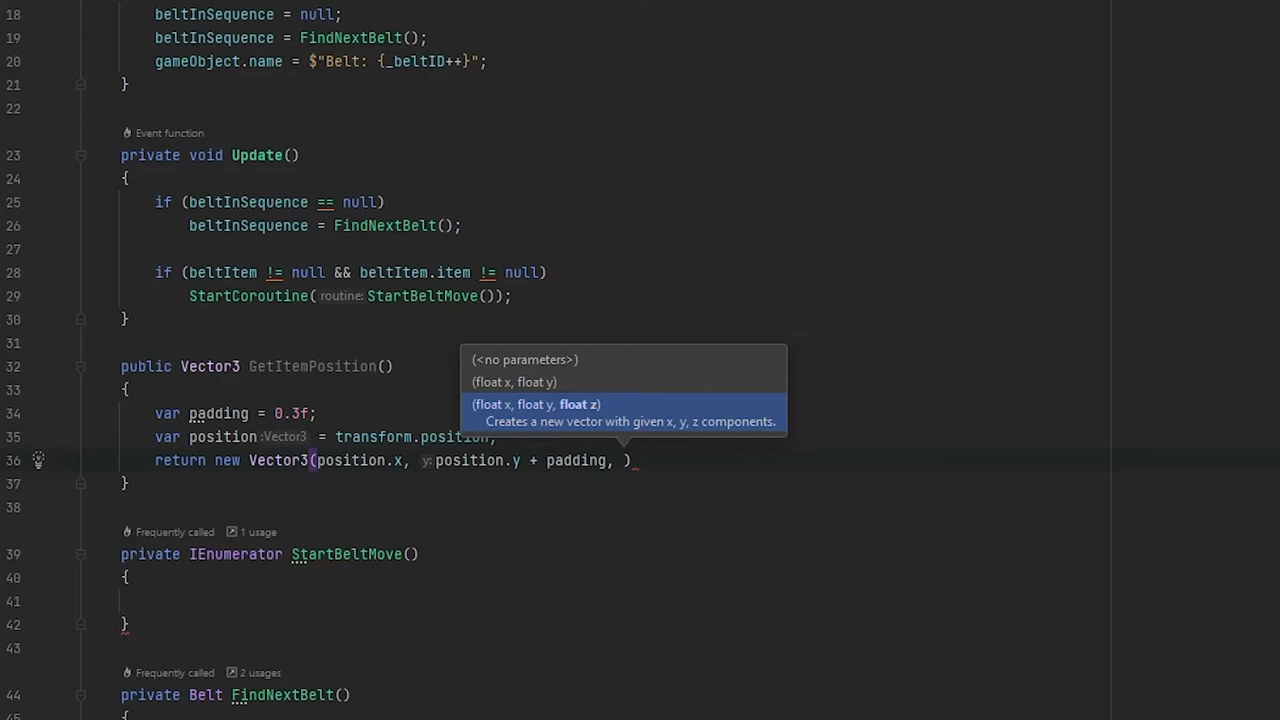 18 beltInSequence = null;
19 beltInSequence = FindNextBelt();
20 gameObject.name = $"Belt: {_beltID++}";
21 }
22
Event function
23 private void Update()
24 {
25 if (beltInSequence == null)
26 beltInSequence = FindNextBelt();
27
28 if (beltItem != null && beltItem.item != null)
29 StartCoroutine(routine: StartBeltMove());
30 }
31
32 public Vector3 GetItemPosition()
33 {
34 var padding = 0.3f;
35 var position :Vector3 = transform.position;
36 return new Vector3(position.x, y: position.y + padding, )
37 }
38
(<no parameters>)
(float x, float y)
(float x, float y, float z)
Creates a new vector with given x, y, z components.
Frequently called 1 usage
39 private IEnumerator StartBeltMove()
40 {
41
42 }
43
Frequently called 2 usages
44 private Belt FindNextBelt()
45 {